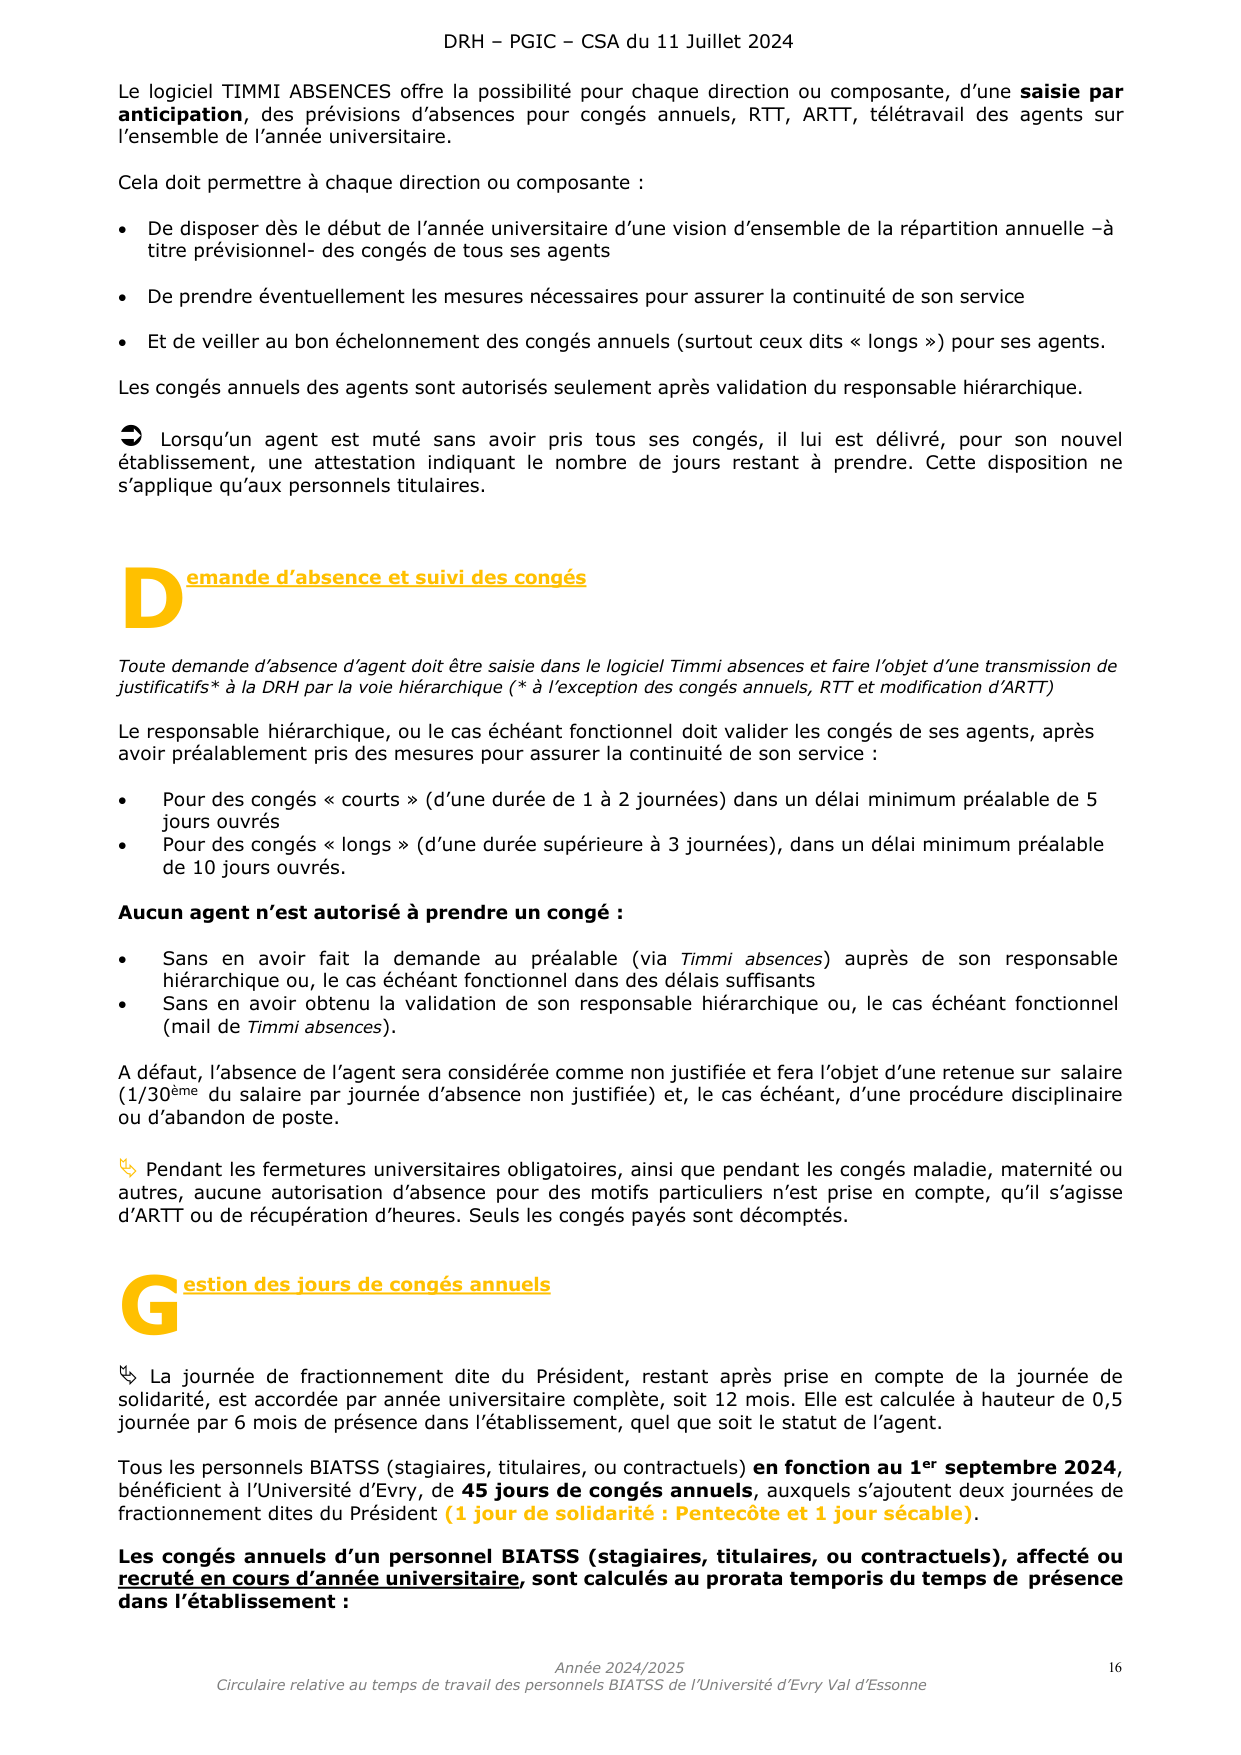 DRH – PGIC – CSA du 11 Juillet 2024
Le logiciel TIMMI ABSENCES offre la possibilité pour chaque direction ou composante, d’une saisie par
anticipation, des prévisions d’absences pour congés annuels, RTT, ARTT, télétravail des agents sur
l’ensemble de l’année universitaire.
Cela doit permettre à chaque direction ou composante :
• De disposer dès le début de l’année universitaire d’une vision d’ensemble de la répartition annuelle –à
titre prévisionnel- des congés de tous ses agents
• De prendre éventuellement les mesures nécessaires pour assurer la continuité de son service
• Et de veiller au bon échelonnement des congés annuels (surtout ceux dits « longs ») pour ses agents.
Les congés annuels des agents sont autorisés seulement après validation du responsable hiérarchique.
➲ Lorsqu’un agent est muté sans avoir pris tous ses congés, il lui est délivré, pour son nouvel
établissement, une attestation indiquant le nombre de jours restant à prendre. Cette disposition ne
s’applique qu’aux personnels titulaires.
Demande d’absence et suivi des congés
Toute demande d’absence d’agent doit être saisie dans le logiciel Timmi absences et faire l’objet d’une transmission de
justificatifs* à la DRH par la voie hiérarchique (* à l’exception des congés annuels, RTT et modification d’ARTT)
Le responsable hiérarchique, ou le cas échéant fonctionnel doit valider les congés de ses agents, après
avoir préalablement pris des mesures pour assurer la continuité de son service :
• Pour des congés « courts » (d’une durée de 1 à 2 journées) dans un délai minimum préalable de 5
jours ouvrés
• Pour des congés « longs » (d’une durée supérieure à 3 journées), dans un délai minimum préalable
de 10 jours ouvrés.
Aucun agent n’est autorisé à prendre un congé :
• Sans en avoir fait la demande au préalable (via Timmi absences) auprès de son responsable
hiérarchique ou, le cas échéant fonctionnel dans des délais suffisants
• Sans en avoir obtenu la validation de son responsable hiérarchique ou, le cas échéant fonctionnel
(mail de Timmi absences).
A défaut, l’absence de l’agent sera considérée comme non justifiée et fera l’objet d’une retenue sur salaire
(1/30ème du salaire par journée d’absence non justifiée) et, le cas échéant, d’une procédure disciplinaire
ou d’abandon de poste.
Pendant les fermetures universitaires obligatoires, ainsi que pendant les congés maladie, maternité ou
autres, aucune autorisation d’absence pour des motifs particuliers n’est prise en compte, qu’il s’agisse
d’ARTT ou de récupération d’heures. Seuls les congés payés sont décomptés.
Gestion des jours de congés annuels
La journée de fractionnement dite du Président, restant après prise en compte de la journée de
solidarité, est accordée par année universitaire complète, soit 12 mois. Elle est calculée à hauteur de 0,5
journée par 6 mois de présence dans l’établissement, quel que soit le statut de l’agent.
Tous les personnels BIATSS (stagiaires, titulaires, ou contractuels) en fonction au 1er septembre 2024,
bénéficient à l’Université d’Evry, de 45 jours de congés annuels, auxquels s’ajoutent deux journées de
fractionnement dites du Président (1 jour de solidarité : Pentecôte et 1 jour sécable).
Les congés annuels d’un personnel BIATSS (stagiaires, titulaires, ou contractuels), affecté ou
recruté en cours d’année universitaire, sont calculés au prorata temporis du temps de présence
dans l’établissement :
Année 2024/2025
16
Circulaire relative au temps de travail des personnels BIATSS de l’Université d’Evry Val d’Essonne